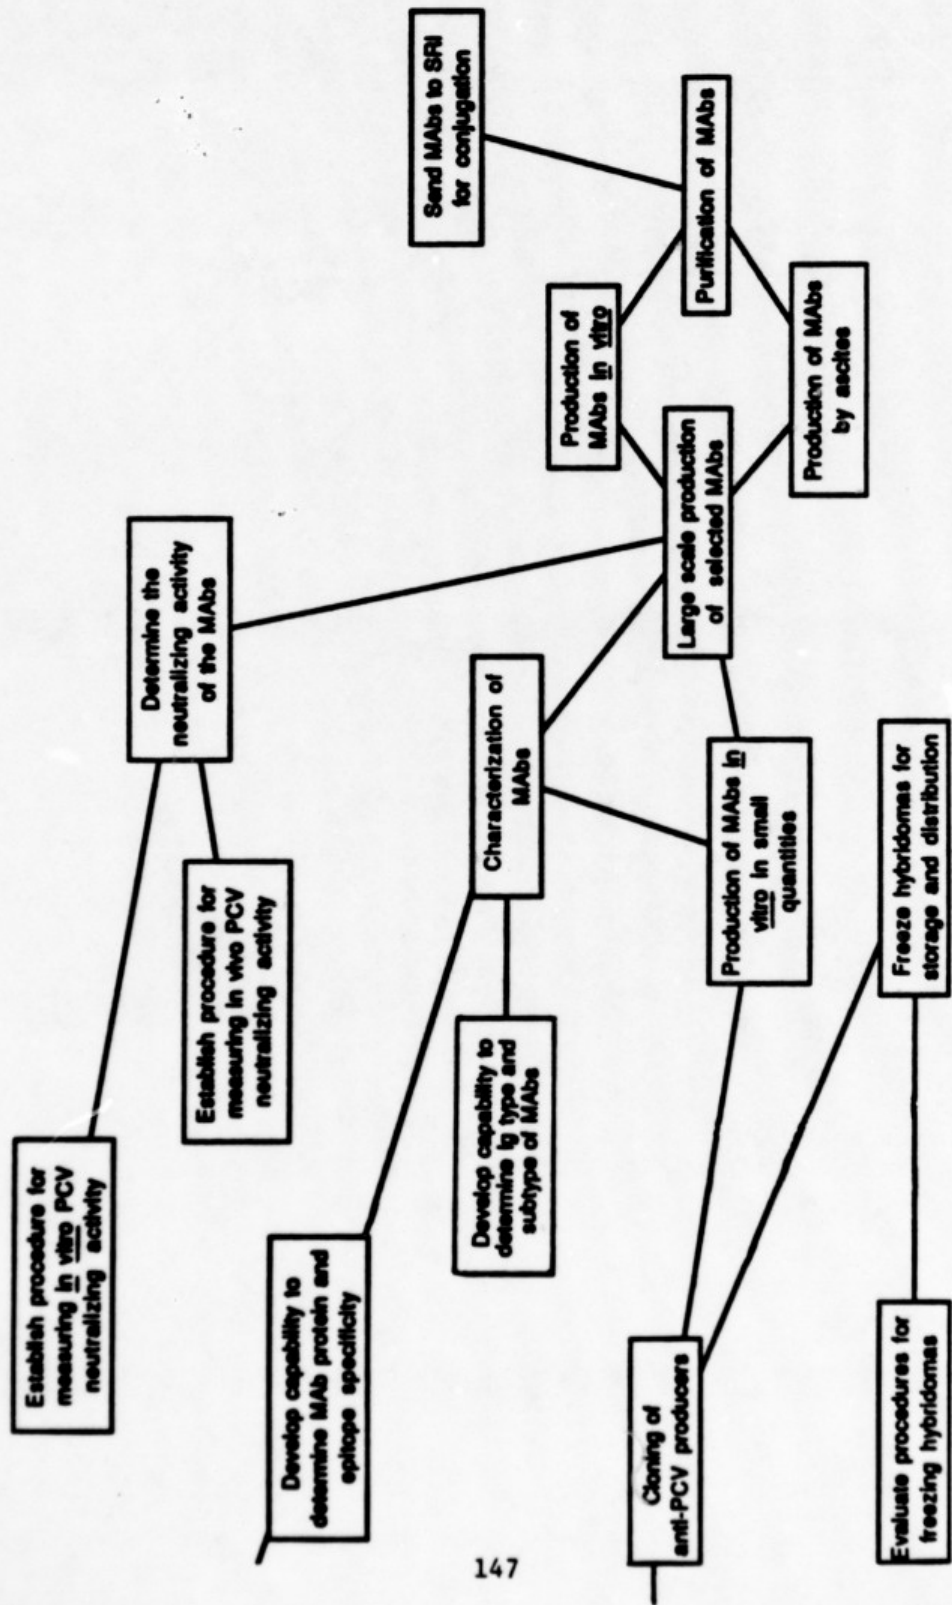 Establish procedure for
measuring in vitro PCV
neutralizing activity
Determine the
neutralizing activity
of the MAbs
Establish procedure for
measuring in vivo PCV
neutralizing activity
Develop capability to
determine MAb protein and
epitope specificity
Send MAbs to SRI
for conjugation
Develop capability to
determine Ig type and
subtype of MAbs
Characterization of
MAbs
Production of
MAbs in vitro
Cloning of
anti-PCV producers
Large scale production
of selected MAbs
Purification of MAbs
Production of MAbs in
vitro in small
quantities
Production of MAbs
by ascites
Evaluate procedures for
freezing hybridomas
Freeze hybridomas for
storage and distribution
147